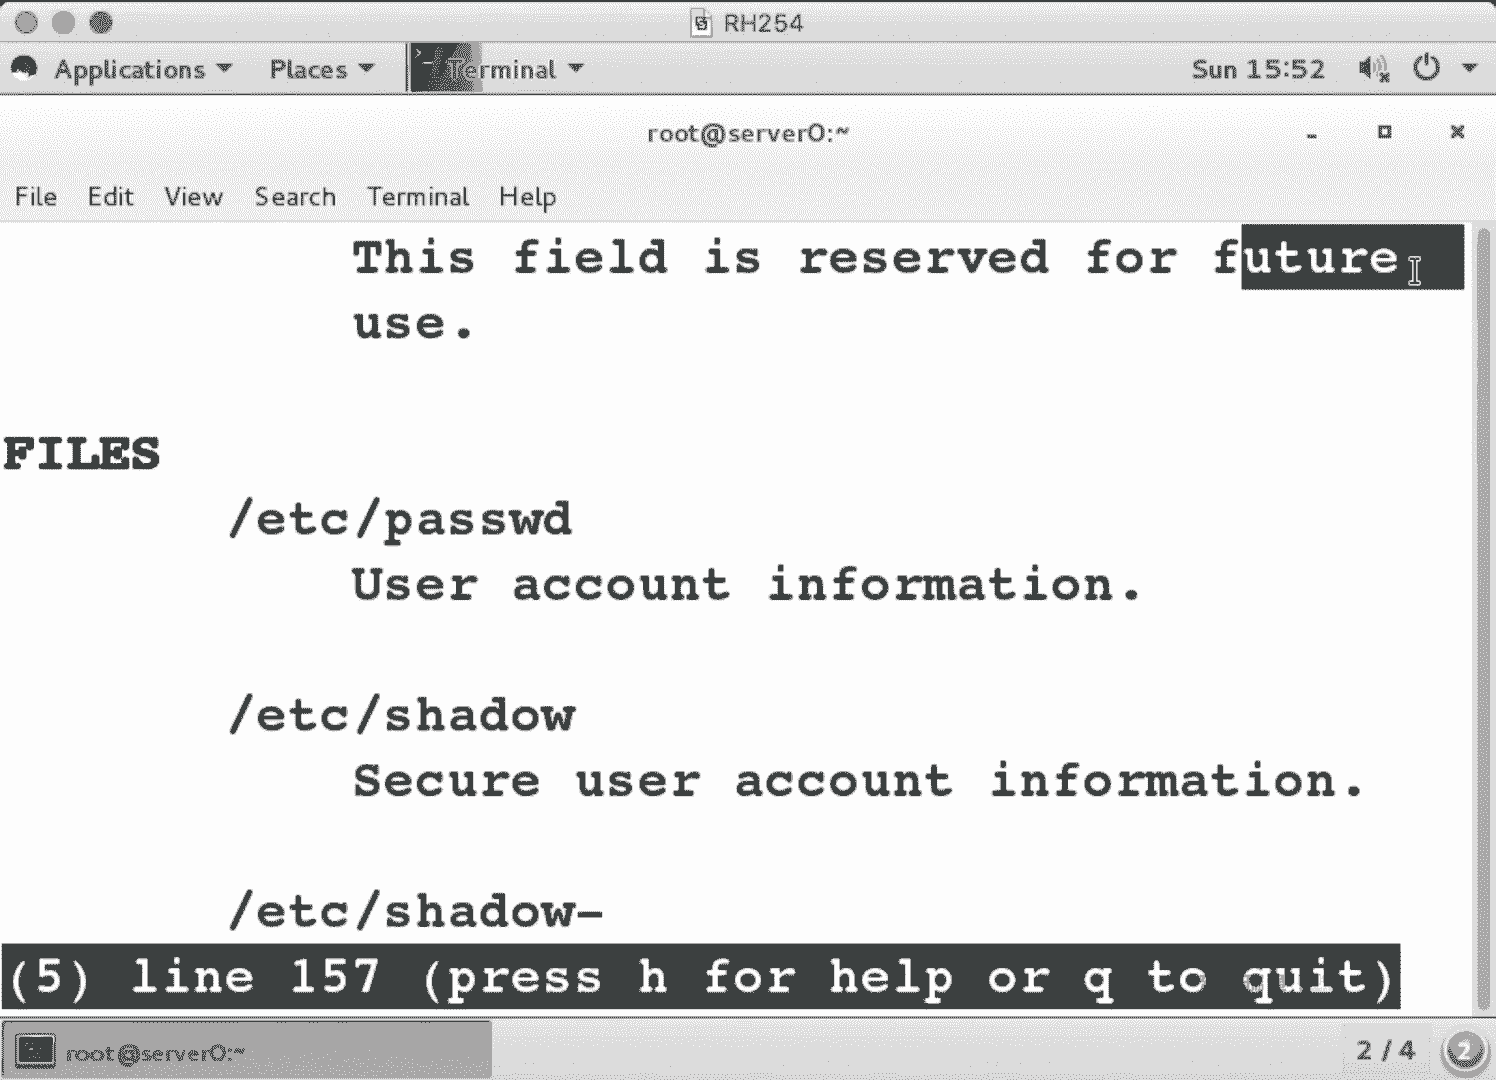 RH254
Applications Places Terminal Sun 15:52
root@server0:~
File Edit View Search Terminal Help
This field is reserved for future
use.
FILES
/etc/passwd
User account information.
/etc/shadow
Secure user account information.
/etc/shadow-
(5) line 157 (press h for help or q to quit)
root@server0:~ 2 / 4 2